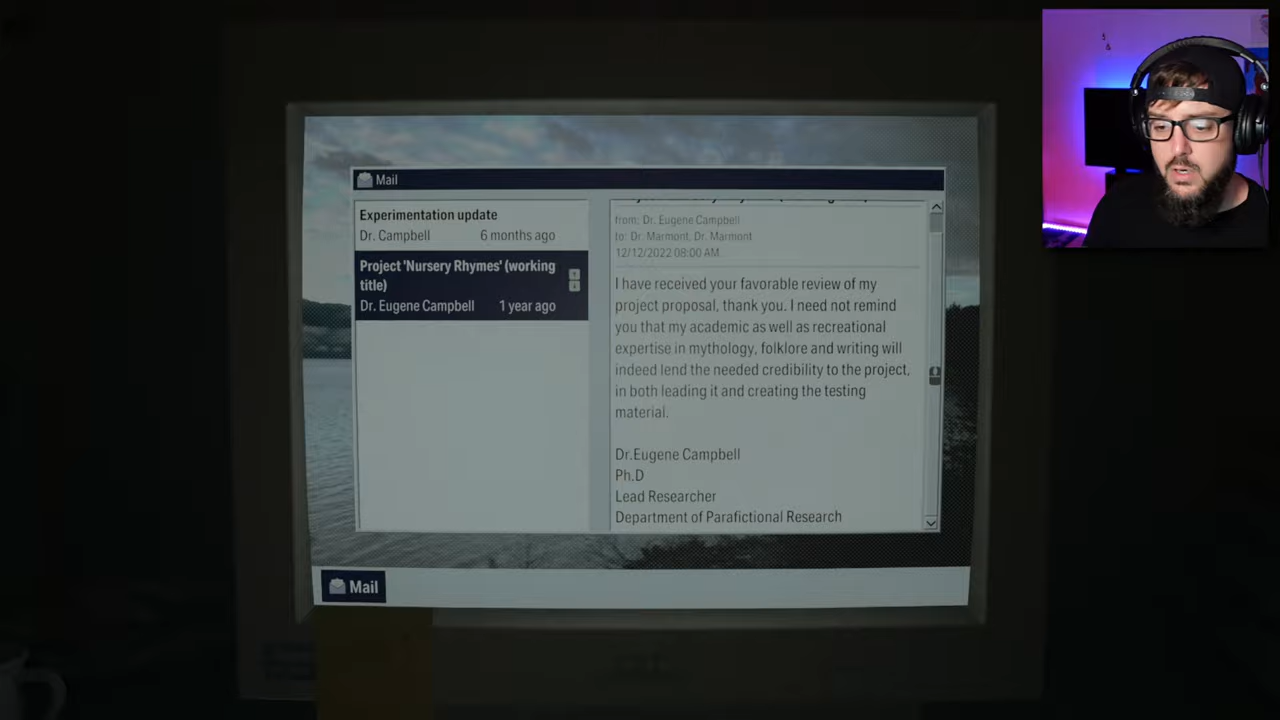 Mail
Experimentation update
Dr. Campbell 6 months ago
Project 'Nursery Rhymes' (working
title)
Dr. Eugene Campbell 1 year ago
from: Dr. Eugene Campbell
to: Dr. Marmont, Dr. Marmont
12/12/2022 08:00 AM
I have received your favorable review of my
project proposal, thank you. I need not remind
you that my academic as well as recreational
expertise in mythology, folklore and writing will
indeed lend the needed credibility to the project,
in both leading it and creating the testing
material.
Dr.Eugene Campbell
Ph.D
Lead Researcher
Department of Parafictional Research
Mail